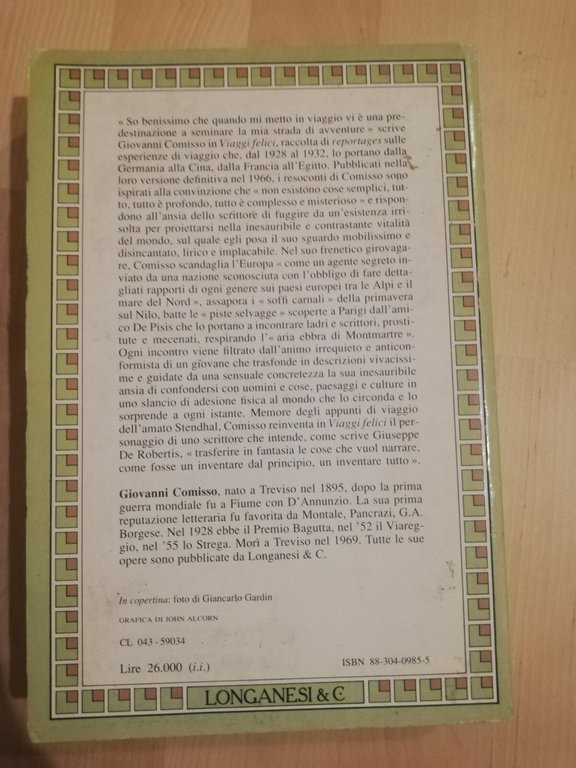 « So benissimo che quando mi metto in viaggio vi è una pre-
destinazione a seminare la mia strada di avventure » scrive
Giovanni Comisso in Viaggi felici, raccolta di reportages sulle
esperienze di viaggio che, dal 1928 al 1932, lo portano dalla
Germania alla Cina, dalla Francia all'Egitto. Pubblicati nella
loro versione definitiva nel 1966, i resoconti di Comisso sono
ispirati alla convinzione che « non esistono cose semplici, tut-
to, tutto è profondo, tutto è complesso e misterioso » e rispon-
dono all'ansia dello scrittore di fuggire da un'esistenza irri-
solta per proiettarsi nella inesauribile e contrastante vitalità
del mondo, sul quale egli posa il suo sguardo mobilissimo e
disincantato, lirico e implacabile. Nel suo frenetico girovaga-
re, Comisso scandaglia l'Europa « come un agente segreto in-
viato da una nazione sconosciuta con l'obbligo di fare detta-
gliati rapporti di ogni genere sui paesi europei tra le Alpi e il
mare del Nord », assapora i « soffi carnali » della primavera
sul Nilo, batte le « piste selvagge » scoperte a Parigi dall'ami-
co De Pisis che lo portano a incontrare ladri e scrittori, prosti-
tute e mecenati, respirando l'« aria ebbra di Montmartre ».
Ogni incontro viene filtrato dall'animo irrequieto e anticon-
formista di un giovane che trasfonde in descrizioni vivacissi-
me e guidate da una sensuale concretezza la sua inesauribile
ansia di confondersi con uomini e cose, paesaggi e culture in
uno slancio di adesione fisica al mondo che lo circonda e lo
sorprende a ogni istante. Memore degli appunti di viaggio
dell'amato Stendhal, Comisso reinventa in Viaggi felici il per-
sonaggio di uno scrittore che intende, come scrive Giuseppe
De Robertis, « trasferire in fantasia le cose che vuol narrare,
come fosse un inventare dal principio, un inventare tutto ».
Giovanni Comisso, nato a Treviso nel 1895, dopo la prima
guerra mondiale fu a Fiume con D'Annunzio. La sua prima
reputazione letteraria fu favorita da Montale, Pancrazi, G.A.
Borgese. Nel 1928 ebbe il Premio Bagutta, nel '52 il Viareg-
gio, nel '55 lo Strega. Morì a Treviso nel 1969. Tutte le sue
opere sono pubblicate da Longanesi & C.
In copertina: foto di Giancarlo Gardin
GRAFICA DI JOHN ALCORN
CL 043-59034
Lire 26.000 (i.i.)
ISBN 88-304-0985-5
LONGANESI & C